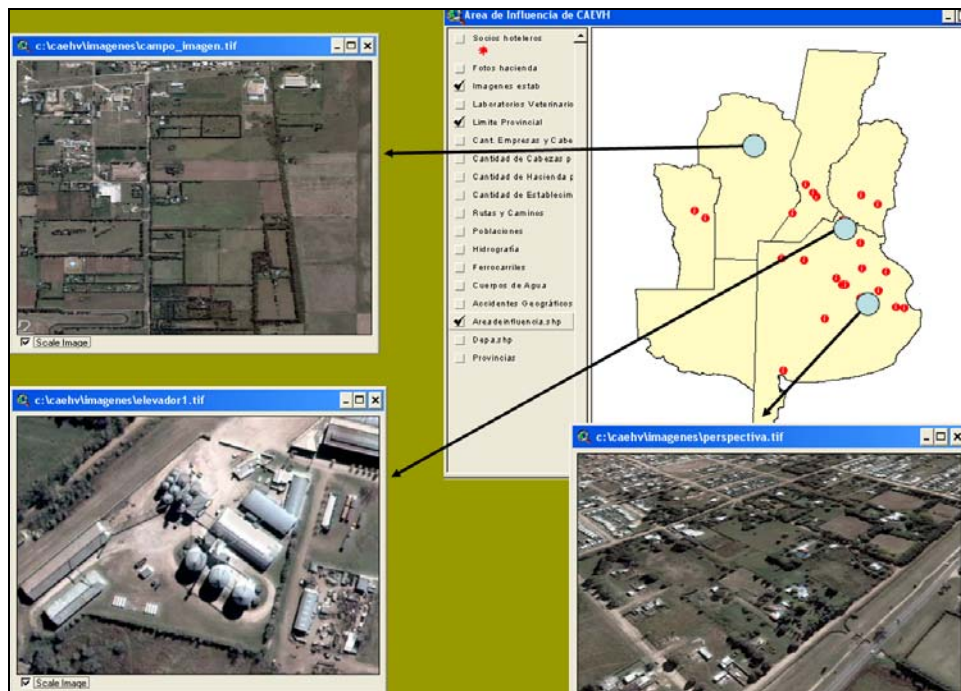 c:\caehv\imagenes\campo_imagen.tif
Scale Image
Area de Influencia de CAEVH
Socios hoteleros
Fotos hacienda
Imagenes estab
Laboratorios Veterinario
Limite Provincial
Cant. Empresas y Cabe
Cantidad de Cabezas p
Cantidad de Hacienda p
Cantidad de Establecim
Rutas y Caminos
Poblaciones
Hidrografía
Ferrocarriles
Cuerpos de Agua
Accidentes Geográficos
Areadeinfluencia.shp
Depa.shp
Provincias
c:\caehv\imagenes\elevador1.tif
Scale Image
c:\caehv\imagenes\perspectiva.tif